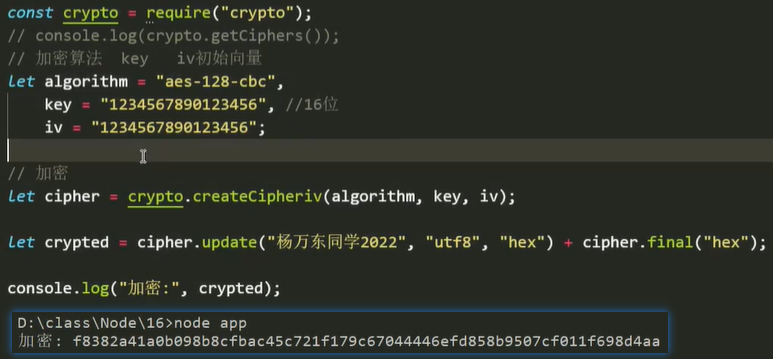 const crypto = require("crypto");
// console.log(crypto.getCiphers());
// 加密算法  key   iv初始向量
let algorithm = "aes-128-cbc",
    key = "1234567890123456", //16位
    iv = "1234567890123456";
// 加密
let cipher = crypto.createCipheriv(algorithm, key, iv);
let crypted = cipher.update("杨万东同学2022", "utf8", "hex") + cipher.final("hex");
console.log("加密:", crypted);
D:\class\Node\16>node app
加密: f8382a41a0b098b8cfbac45c721f179c67044446efd858b9507cf011f698d4aa